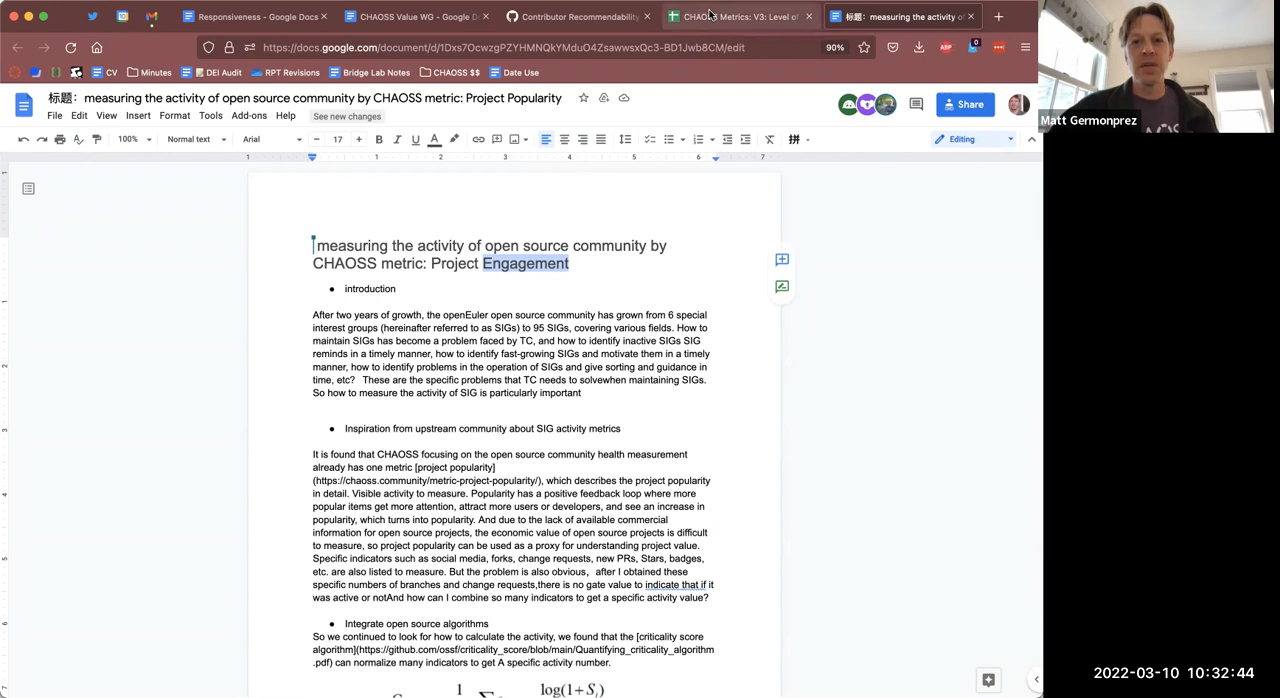 Responsiveness - Google Docs
CHAOSS Value WG - Google D
Contributor Recommendability
CHAOSS Metrics: V3: Level of
标题：measuring the activity of
https://docs.google.com/document/d/1Dxs7OcwzgPZYHMNQkYMduO4ZsawwsxQc3-BD1Jwb8CM/edit
90%
ABP
0
CV
Minutes
DEI Audit
RPT Revisions
Bridge Lab Notes
CHAOSS $$
Date Use
标题：measuring the activity of open source community by CHAOSS metric: Project Popularity
File Edit View Insert Format Tools Add-ons Help
See new changes
Share
100%
Normal text
Arial
17
B I U A
拼
Editing
1 1 2 3 4 5 6 7
measuring the activity of open source community by
CHAOSS metric: Project Engagement
● introduction
After two years of growth, the openEuler open source community has grown from 6 special
interest groups (hereinafter referred to as SIGs) to 95 SIGs, covering various fields. How to
maintain SIGs has become a problem faced by TC, and how to identify inactive SIGs SIG
reminds in a timely manner, how to identify fast-growing SIGs and motivate them in a timely
manner, how to identify problems in the operation of SIGs and give sorting and guidance in
time, etc? These are the specific problems that TC needs to solvewhen maintaining SIGs.
So how to measure the activity of SIG is particularly important
● Inspiration from upstream community about SIG activity metrics
It is found that CHAOSS focusing on the open source community health measurement
already has one metric [project popularity]
(https://chaoss.community/metric-project-popularity/), which describes the project popularity
in detail. Visible activity to measure. Popularity has a positive feedback loop where more
popular items get more attention, attract more users or developers, and see an increase in
popularity, which turns into popularity. And due to the lack of available commercial
information for open source projects, the economic value of open source projects is difficult
to measure, so project popularity can be used as a proxy for understanding project value.
Specific indicators such as social media, forks, change requests, new PRs, Stars, badges,
etc. are also listed to measure. But the problem is also obvious，after I obtained these
specific numbers of branches and change requests,there is no gate value to indicate that if it
was active or notAnd how can I combine so many indicators to get a specific activity value?
● Integrate open source algorithms
So we continued to look for how to calculate the activity, we found that the [criticality score
algorithm](https://github.com/ossf/criticality_score/blob/main/Quantifying_criticality_algorithm
.pdf) can normalize many indicators to get A specific activity number.
1 log(1+Sᵢ)
Matt Germonprez
2022-03-10 10:32:44